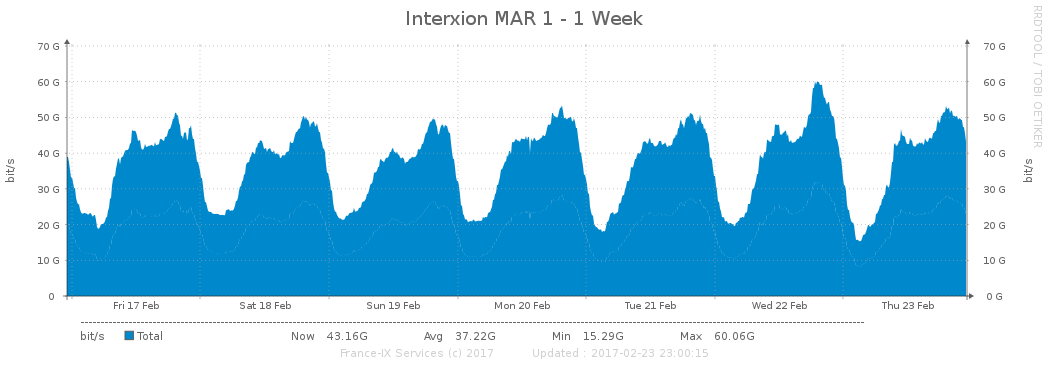 Interxion MAR 1 - 1 Week
RRDTOOL / TOBI OETIKER
bit/s
70 G 70 G
60 G 60 G
50 G 50 G
40 G 40 G
30 G 30 G
20 G 20 G
10 G 10 G
0 0 G
bit/s
Fri 17 Feb Sat 18 Feb Sun 19 Feb Mon 20 Feb Tue 21 Feb Wed 22 Feb Thu 23 Feb
bit/s Total Now 43.16G Avg 37.22G Min 15.29G Max 60.06G
France-IX Services (c) 2017 Updated : 2017-02-23 23:00:15